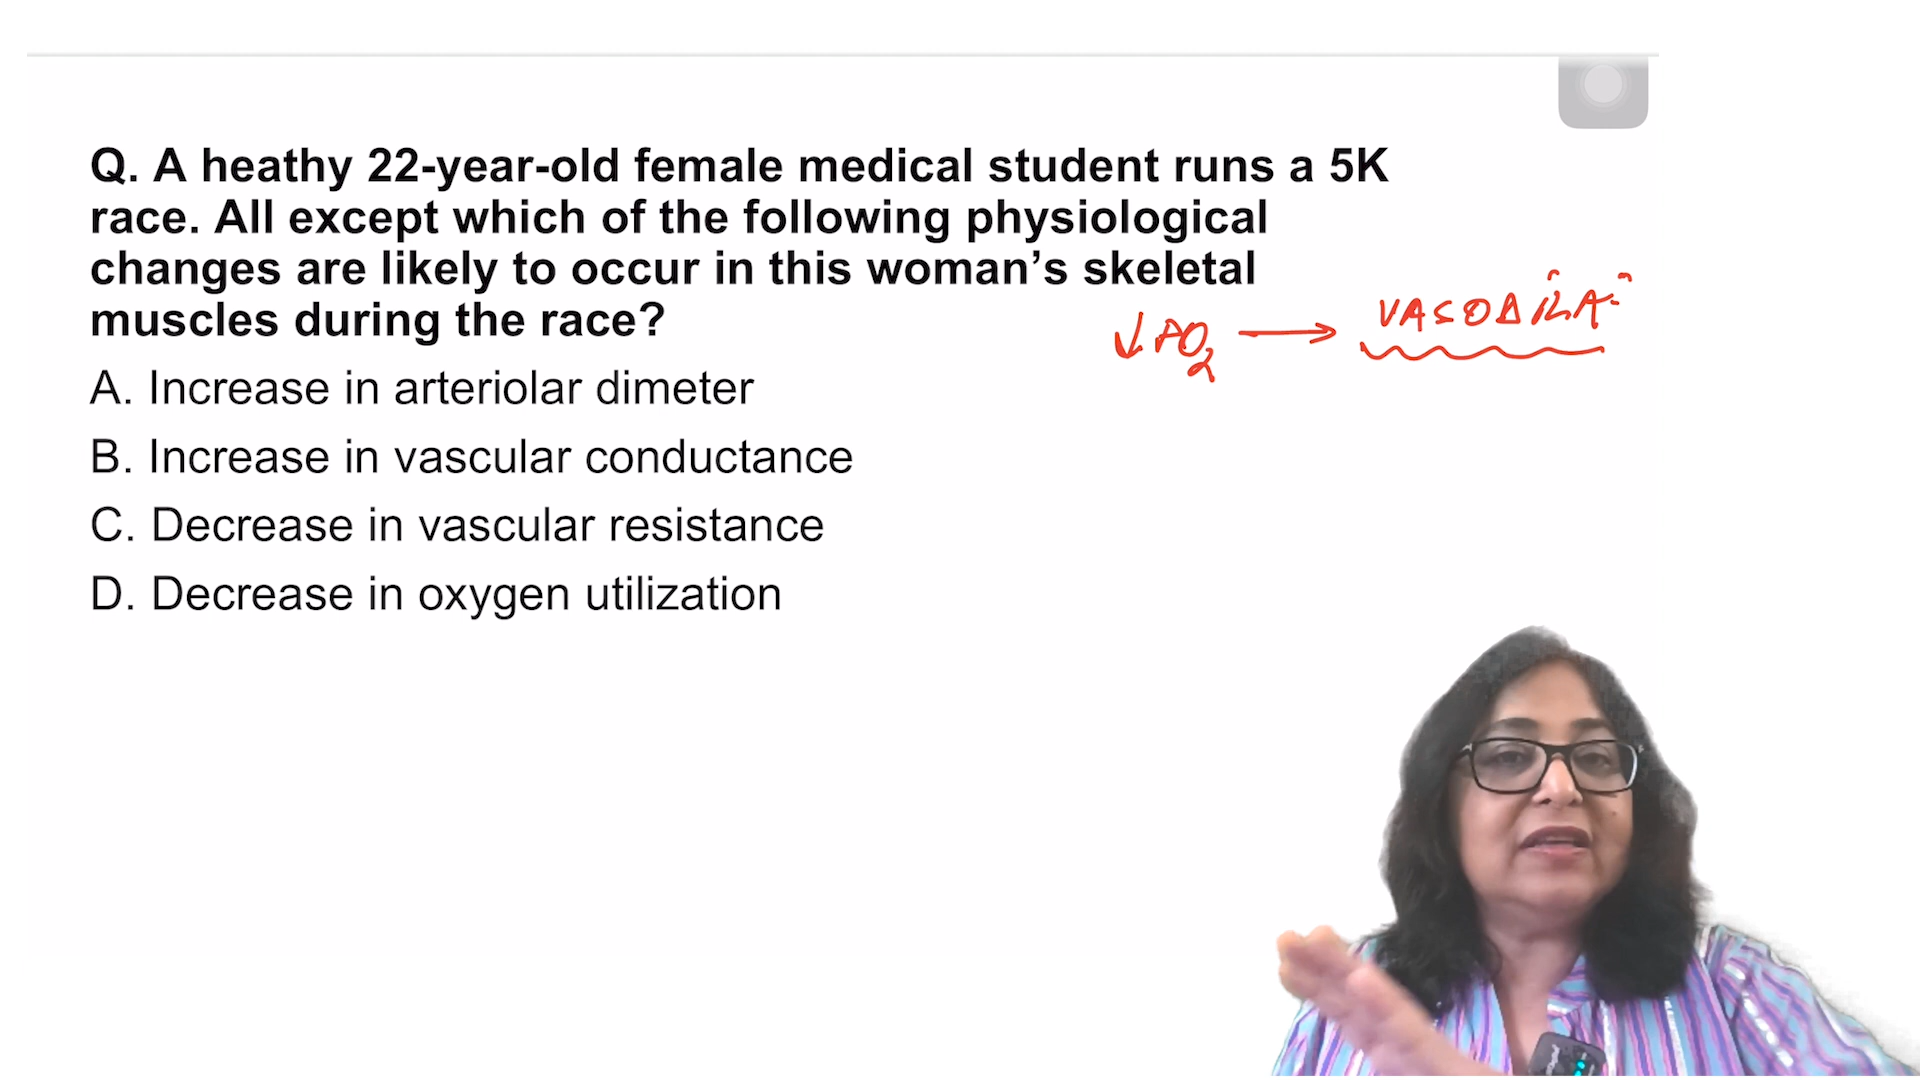 Q. A heathy 22-year-old female medical student runs a 5K
race. All except which of the following physiological
changes are likely to occur in this woman's skeletal
muscles during the race?
↓PO2 → VASODILAⁿ
A. Increase in arteriolar dimeter
B. Increase in vascular conductance
C. Decrease in vascular resistance
D. Decrease in oxygen utilization